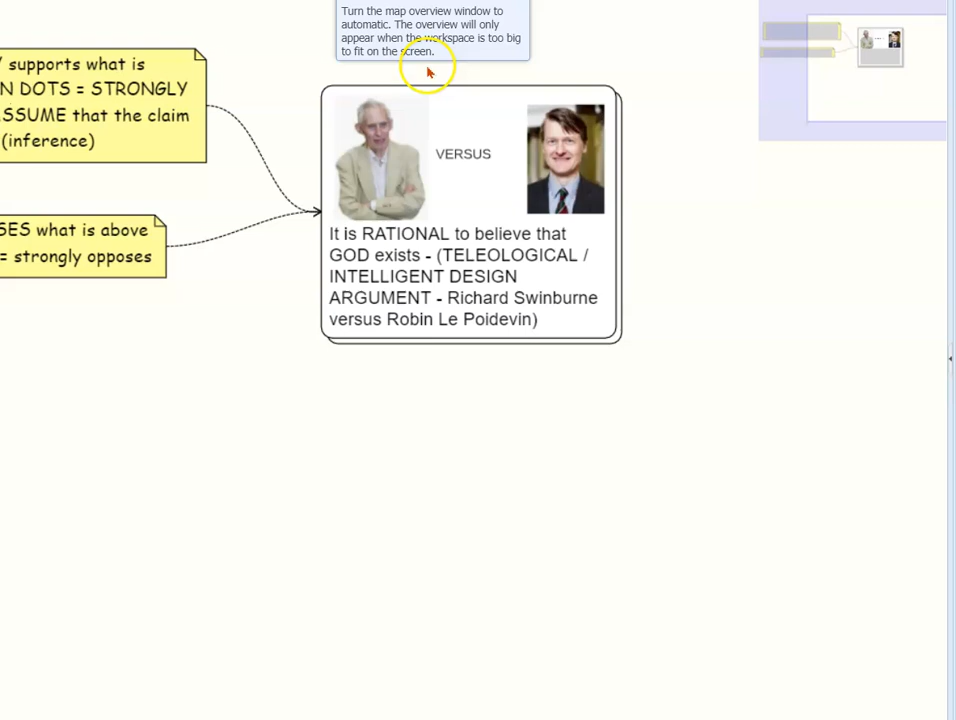 Turn the map overview window to
automatic. The overview will only
appear when the workspace is too big
to fit on the screen.
supports what is
N DOTS = STRONGLY
SSUME that the claim
(inference)
VERSUS
SES what is above
= strongly opposes
It is RATIONAL to believe that
GOD exists - (TELEOLOGICAL /
INTELLIGENT DESIGN
ARGUMENT - Richard Swinburne
versus Robin Le Poidevin)